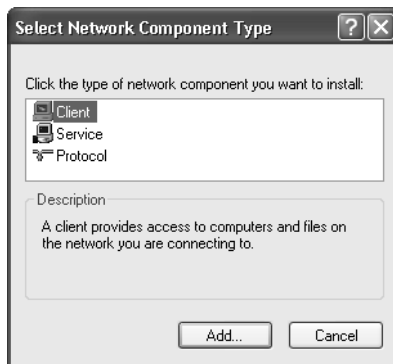 Select Network Component Type
Click the type of network component you want to install:
Client
Service
Protocol
Description
A client provides access to computers and files on
the network you are connecting to.
Add... Cancel